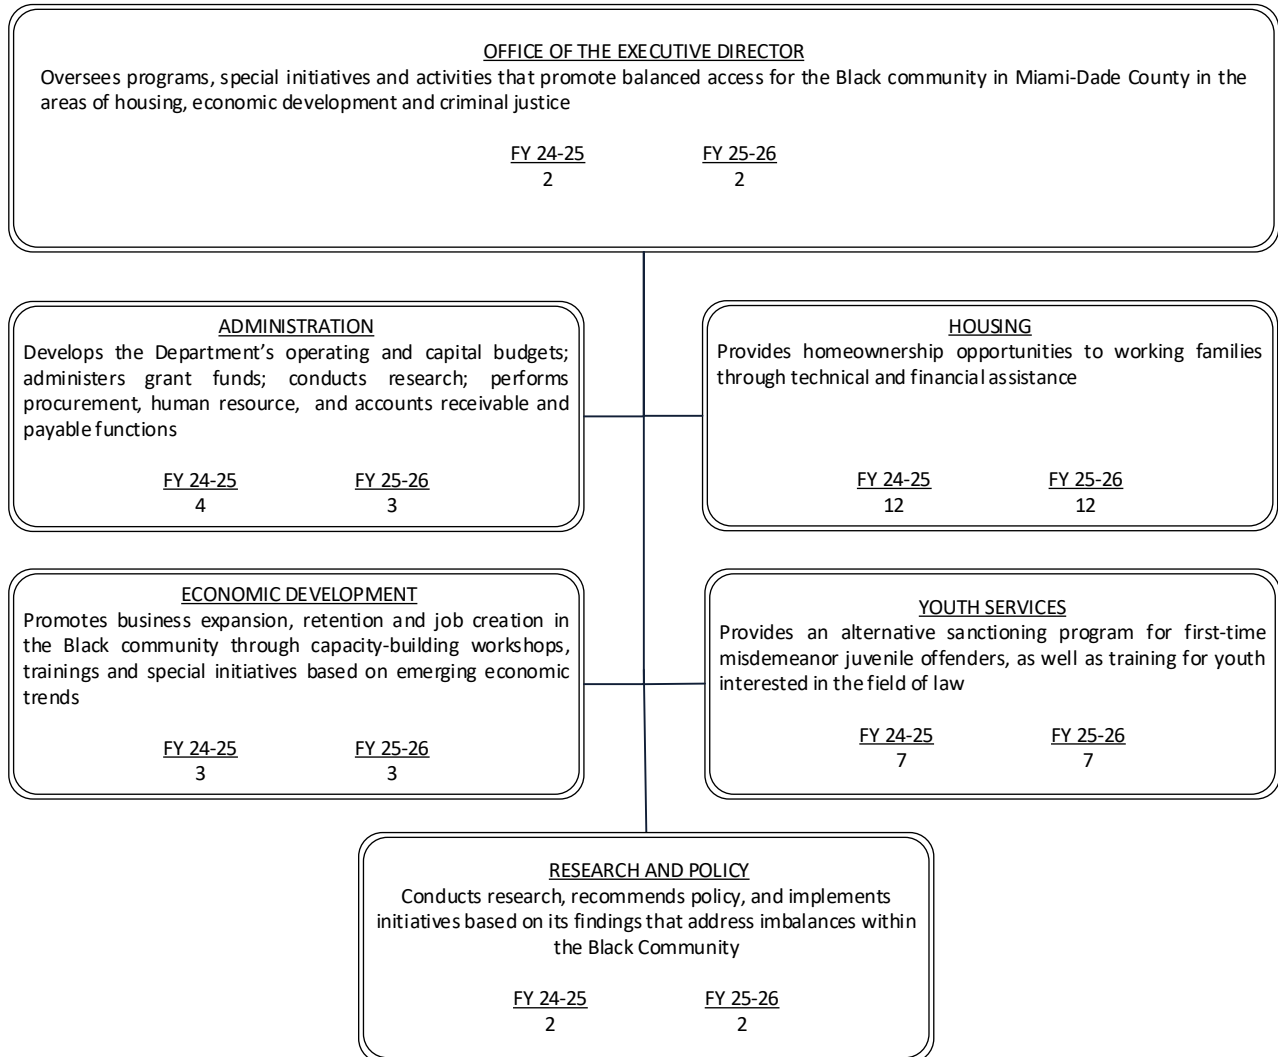 OFFICE OF THE EXECUTIVE DIRECTOR
Oversees programs, special initiatives and activities that promote balanced access for the Black community in Miami-Dade County in the
areas of housing, economic development and criminal justice
FY 24-25 FY 25-26
2 2
ADMINISTRATION
Develops the Department's operating and capital budgets;
administers grant funds; conducts research; performs
procurement, human resource, and accounts receivable and
payable functions
FY 24-25 FY 25-26
4 3
HOUSING
Provides homeownership opportunities to working families
through technical and financial assistance
FY 24-25 FY 25-26
12 12
ECONOMIC DEVELOPMENT
Promotes business expansion, retention and job creation in
the Black community through capacity-building workshops,
trainings and special initiatives based on emerging economic
trends
FY 24-25 FY 25-26
3 3
YOUTH SERVICES
Provides an alternative sanctioning program for first-time
misdemeanor juvenile offenders, as well as training for youth
interested in the field of law
FY 24-25 FY 25-26
7 7
RESEARCH AND POLICY
Conducts research, recommends policy, and implements
initiatives based on its findings that address imbalances within
the Black Community
FY 24-25 FY 25-26
2 2